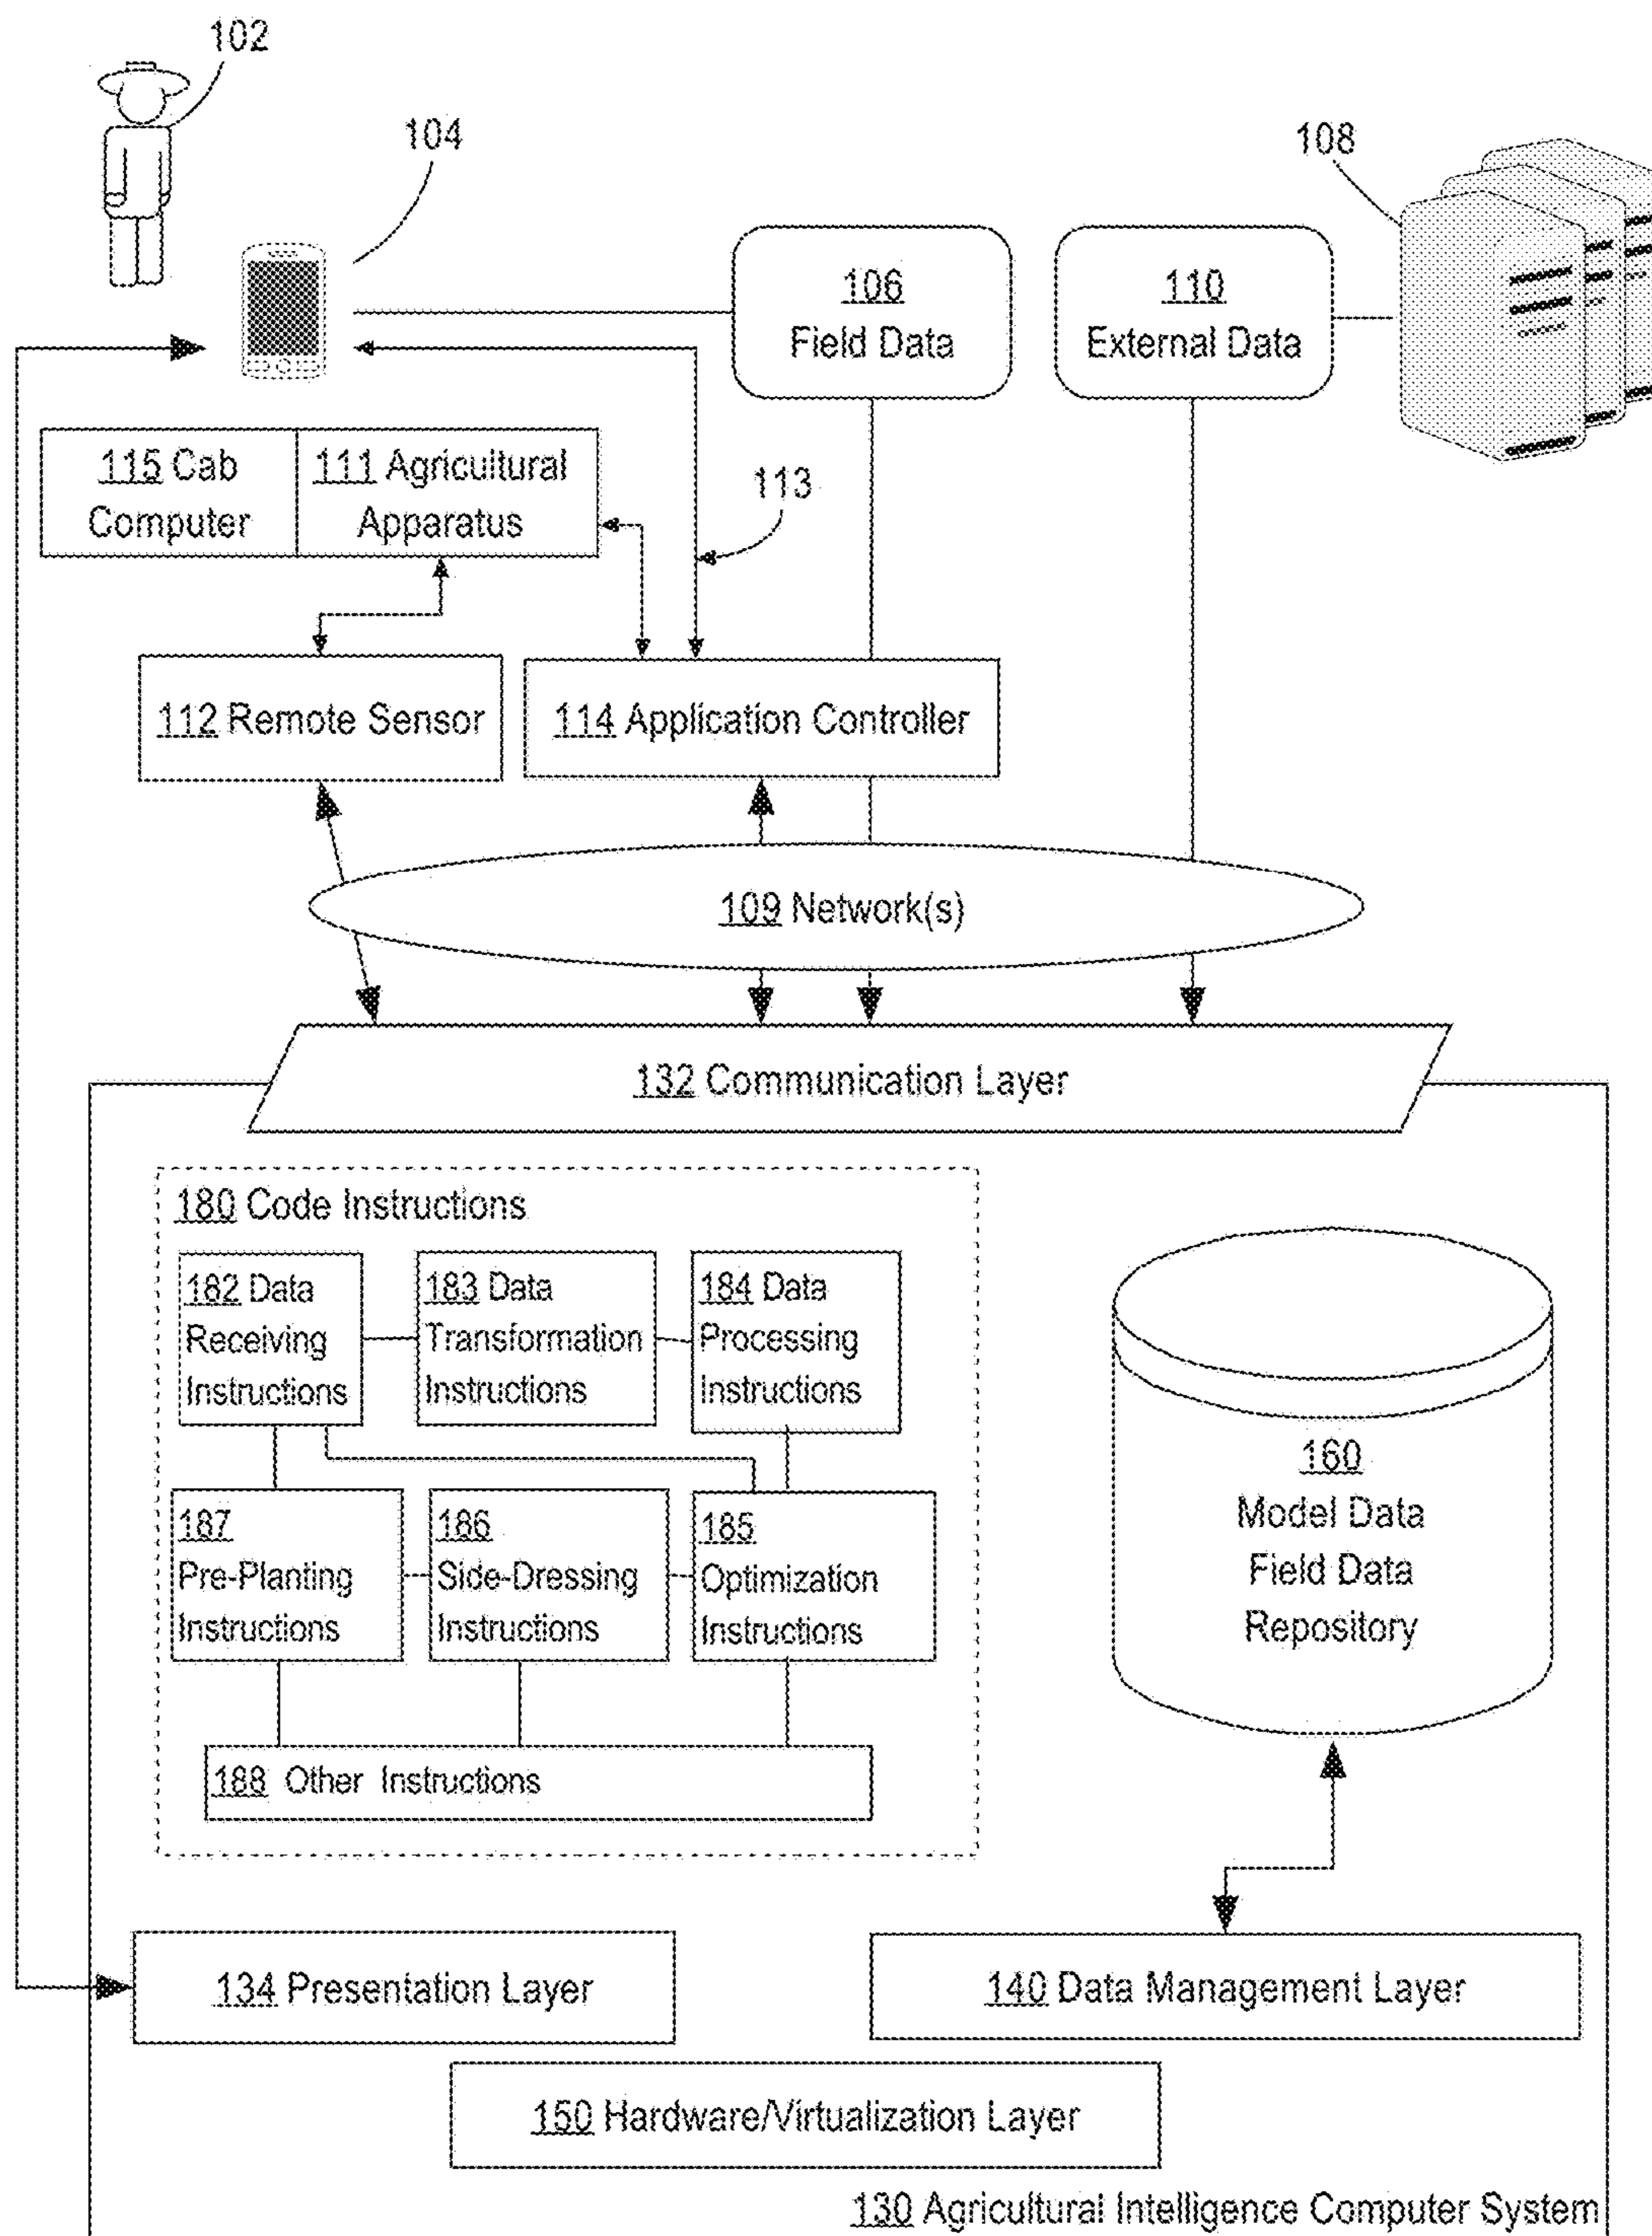 102
104
108
106
Field Data
110
External Data
115 Cab
Computer
111 Agricultural
Apparatus
113
112 Remote Sensor
114 Application Controller
109 Network(s)
132 Communication Layer
180 Code Instructions
182 Data
Receiving
Instructions
183 Data
Transformation
Instructions
184 Data
Processing
Instructions
187
Pre-Planting
Instructions
186
Side-Dressing
Instructions
185
Optimization
Instructions
188 Other Instructions
160
Model Data
Field Data
Repository
134 Presentation Layer
140 Data Management Layer
150 Hardware/Virtualization Layer
130 Agricultural Intelligence Computer System